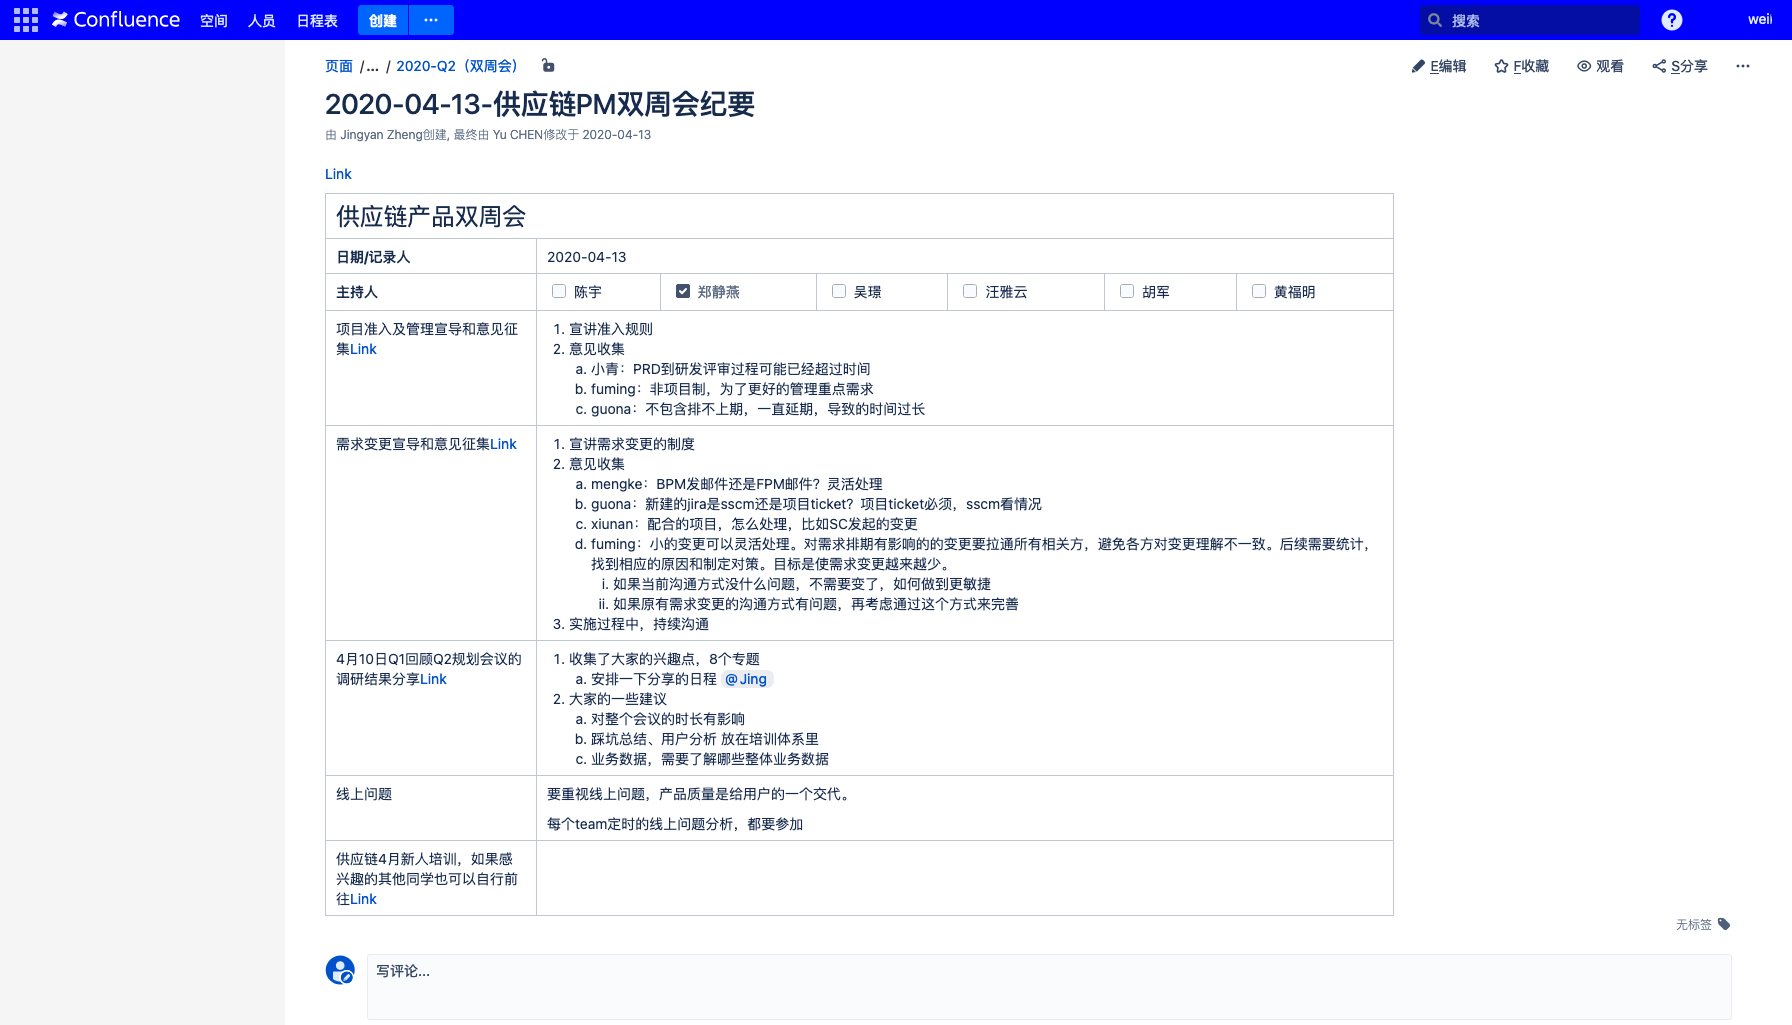 Confluence 空间 人员 日程表 创建 ··· 搜索 ? weil
页面 /... / 2020-Q2（双周会） E编辑 F收藏 观看 S分享 ···
2020-04-13-供应链PM双周会纪要
由 Jingyan Zheng创建, 最终由 Yu CHEN修改于 2020-04-13
Link
供应链产品双周会
日期/记录人 2020-04-13
主持人 陈宇 郑静燕 吴璟 汪雅云 胡军 黄福明
项目准入及管理宣导和意见征
集Link
1. 宣讲准入规则
2. 意见收集
a. 小青：PRD到研发评审过程可能已经超过时间
b. fuming：非项目制，为了更好的管理重点需求
c. guona：不包含排不上期，一直延期，导致的时间过长
需求变更宣导和意见征集Link
1. 宣讲需求变更的制度
2. 意见收集
a. mengke：BPM发邮件还是FPM邮件？灵活处理
b. guona：新建的jira是sscm还是项目ticket？项目ticket必须，sscm看情况
c. xiunan：配合的项目，怎么处理，比如SC发起的变更
d. fuming：小的变更可以灵活处理。对需求排期有影响的的变更要拉通所有相关方，避免各方对变更理解不一致。后续需要统计，
找到相应的原因和制定对策。目标是使需求变更越来越少。
i. 如果当前沟通方式没什么问题，不需要变了，如何做到更敏捷
ii. 如果原有需求变更的沟通方式有问题，再考虑通过这个方式来完善
3. 实施过程中，持续沟通
4月10日Q1回顾Q2规划会议的
调研结果分享Link
1. 收集了大家的兴趣点，8个专题
a. 安排一下分享的日程 @Jing
2. 大家的一些建议
a. 对整个会议的时长有影响
b. 踩坑总结、用户分析 放在培训体系里
c. 业务数据，需要了解哪些整体业务数据
线上问题
要重视线上问题，产品质量是给用户的一个交代。
每个team定时的线上问题分析，都要参加
供应链4月新人培训，如果感
兴趣的其他同学也可以自行前
往Link
无标签
写评论...